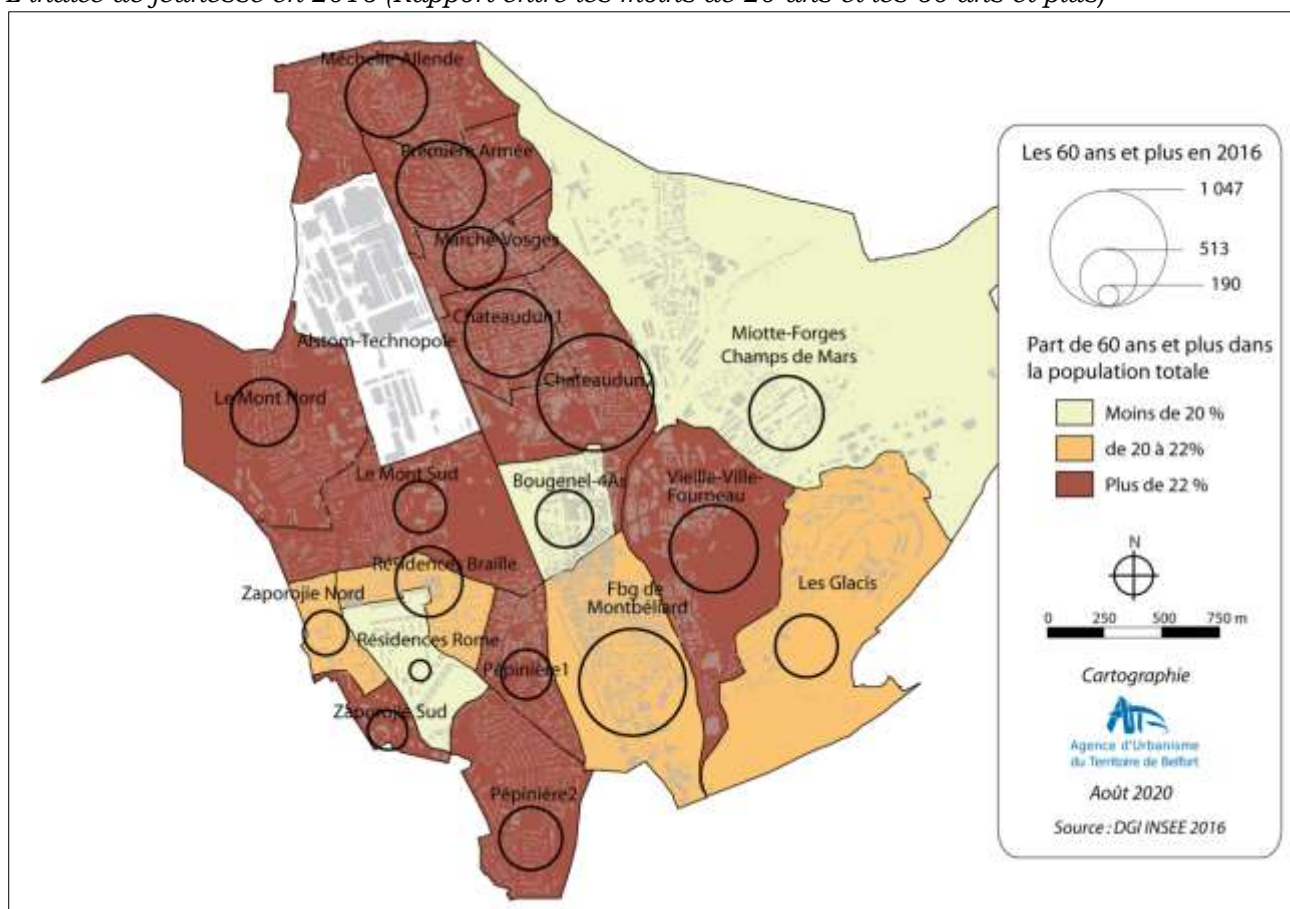 L'indice de jeunesse en 2016 (Rapport entre les moins de 20 ans et les 60 ans et plus)
Méchelle-Allende
Première Armée
Marché-Vosges
Chateaudun1
Alstom-Technopole
Chateaudun2
Miotte-Forges
Champs de Mars
Le Mont Nord
Le Mont Sud
Bougenel-4As
Vieille-Ville-
Fourneau
Résidences Braille
Zaporojie Nord
Fbg de
Montbéliard
Les Glacis
Résidences Rome
Pépinière1
Zaporojie Sud
Pépinière2
Les 60 ans et plus en 2016
1 047
513
190
Part de 60 ans et plus dans
la population totale
Moins de 20 %
de 20 à 22%
Plus de 22 %
N
0 250 500 750 m
Cartographie
Agence d'Urbanisme
du Territoire de Belfort
Août 2020
Source : DGI INSEE 2016